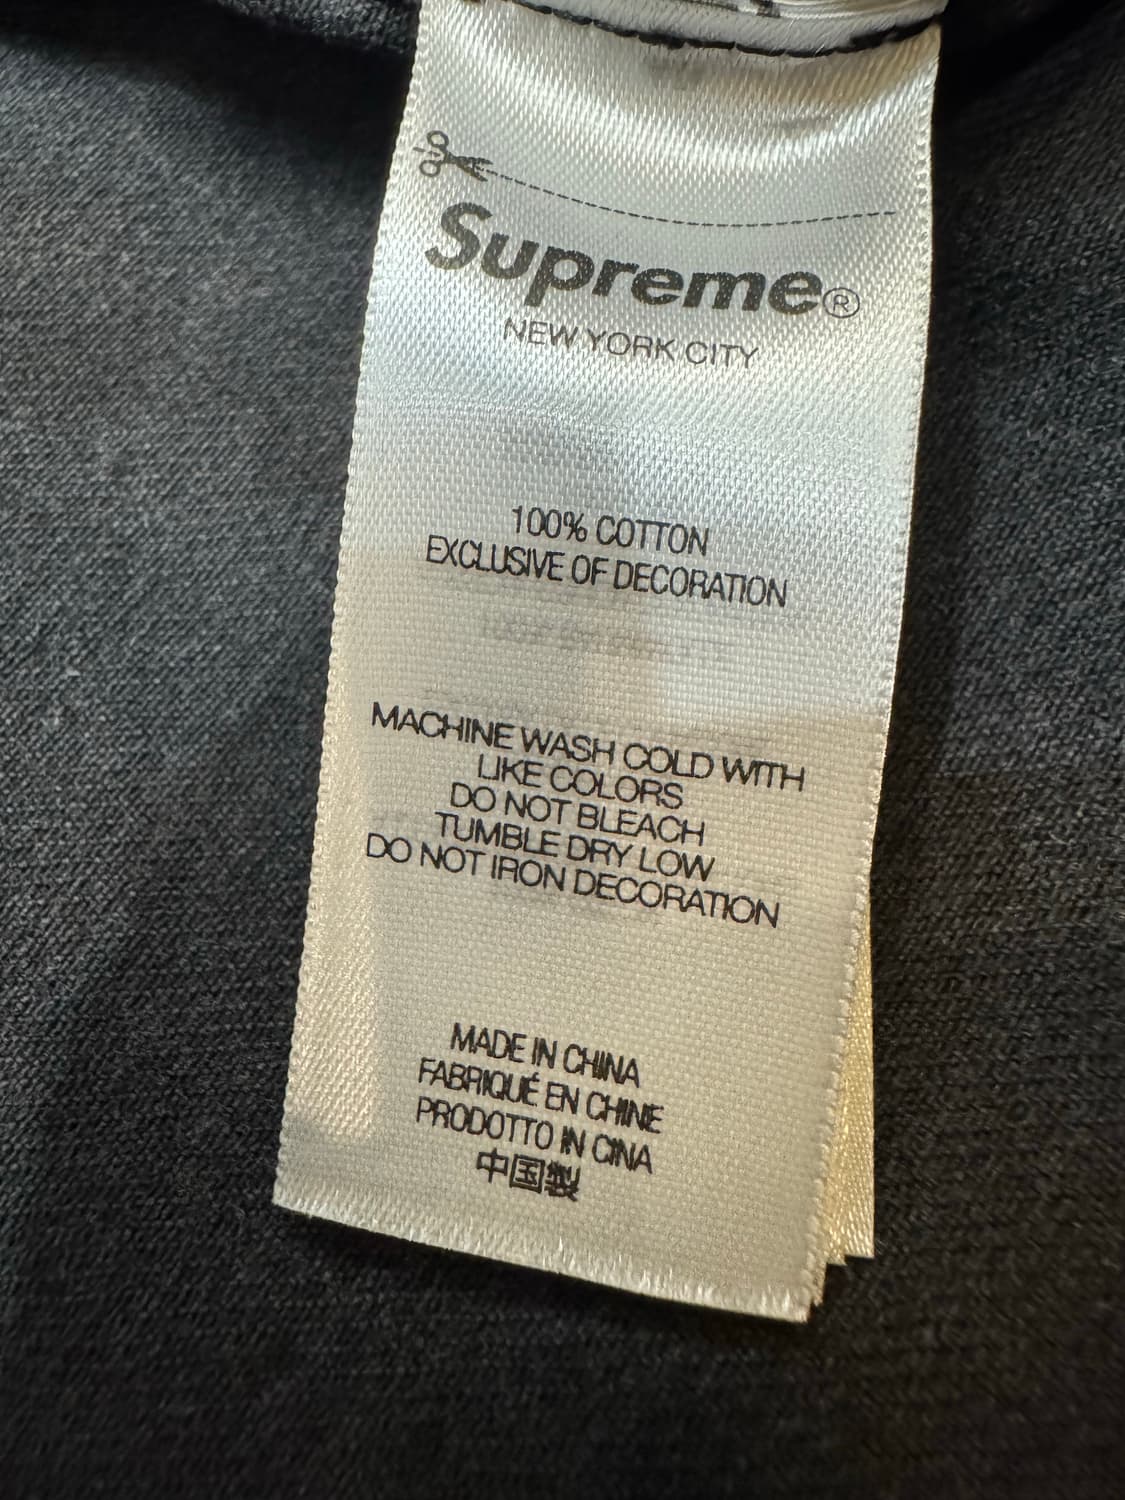 Supreme®
NEW YORK CITY
100% COTTON
EXCLUSIVE OF DECORATION
MACHINE WASH COLD WITH
LIKE COLORS
DO NOT BLEACH
TUMBLE DRY LOW
DO NOT IRON DECORATION
MADE IN CHINA
FABRIQUÉ EN CHINE
PRODOTTO IN CINA
中国製